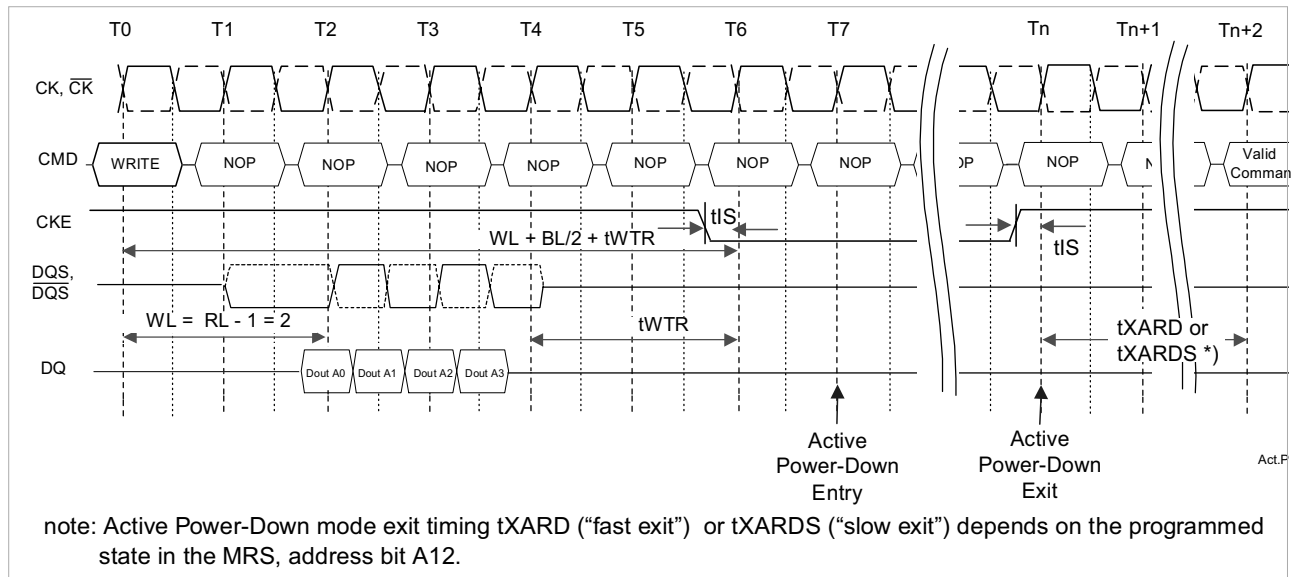 T0 T1 T2 T3 T4 T5 T6 T7 Tn Tn+1 Tn+2
CK, CK
CMD WRITE NOP NOP NOP NOP NOP NOP NOP OP NOP N Valid
Comman
CKE tIS
WL + BL/2 + tWTR
tIS
DQS,
DQS
WL = RL - 1 = 2
tWTR
tXARD or
tXARDS *)
DQ Dout A0 Dout A1 Dout A2 Dout A3
Active
Power-Down
Entry
Active
Power-Down
Exit
Act.P
note: Active Power-Down mode exit timing tXARD (“fast exit”) or tXARDS (“slow exit”) depends on the programmed
state in the MRS, address bit A12.